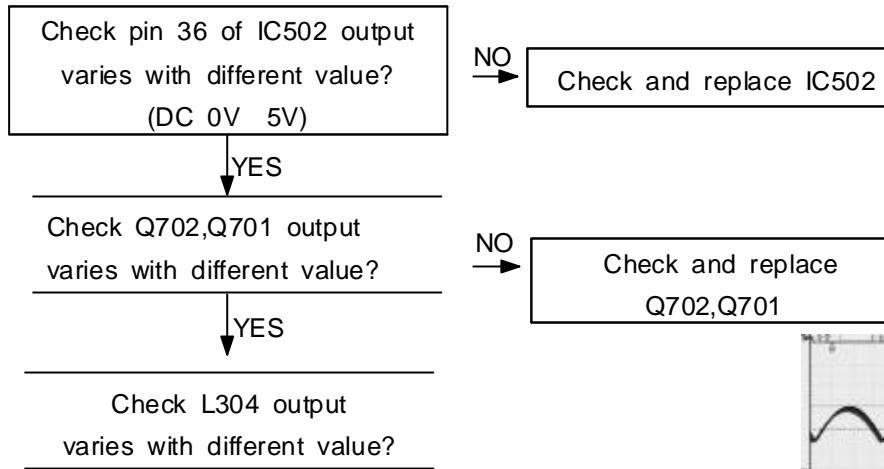 Check pin 36 of IC502 output
varies with different value?
(DC 0V 5V)
NO
Check and replace IC502
YES
Check Q702,Q701 output
varies with different value?
NO
Check and replace
Q702,Q701
YES
Check L304 output
varies with different value?